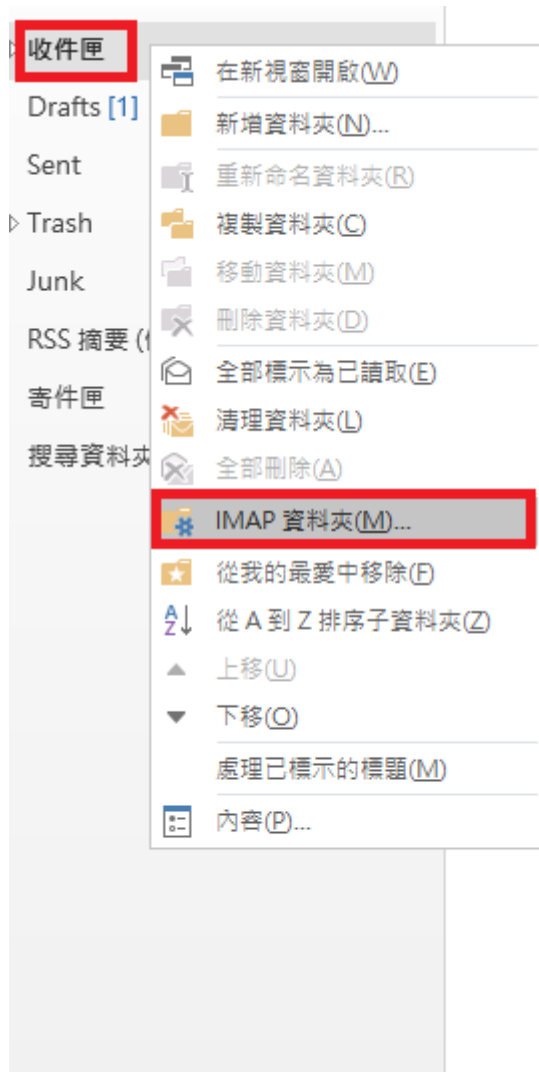 收件匣
Drafts [1]
Sent
Trash
Junk
RSS 摘要 (
寄件匣
搜尋資料夾
在新視窗開啟(W)
新增資料夾(N)...
重新命名資料夾(R)
複製資料夾(C)
移動資料夾(M)
刪除資料夾(D)
全部標示為已讀取(E)
清理資料夾(L)
全部刪除(A)
IMAP 資料夾(M)...
從我的最愛中移除(F)
從 A 到 Z 排序子資料夾(Z)
上移(U)
下移(O)
處理已標示的標題(M)
內容(P)...